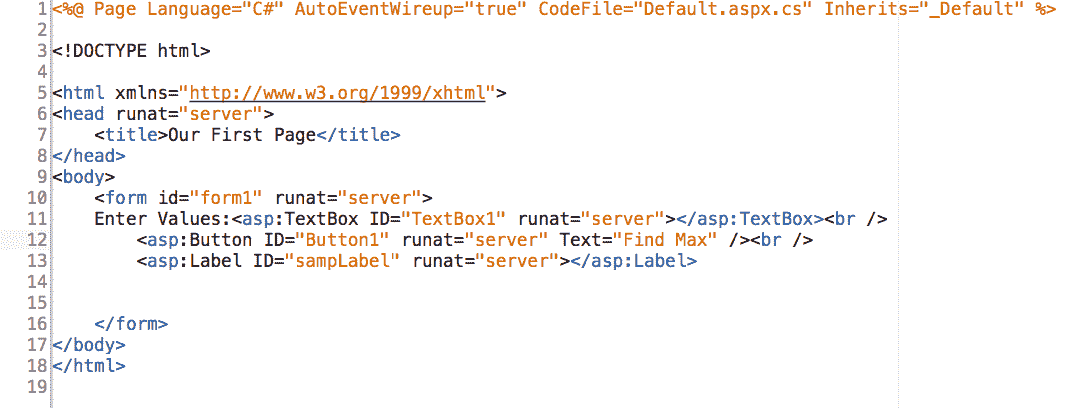 1 <%@ Page Language="C#" AutoEventWireup="true" CodeFile="Default.aspx.cs" Inherits="_Default" %>
2
3 <!DOCTYPE html>
4
5 <html xmlns="http://www.w3.org/1999/xhtml">
6 <head runat="server">
7     <title>Our First Page</title>
8 </head>
9 <body>
10     <form id="form1" runat="server">
11     Enter Values:<asp:TextBox ID="TextBox1" runat="server"></asp:TextBox><br />
12         <asp:Button ID="Button1" runat="server" Text="Find Max" /><br />
13         <asp:Label ID="sampLabel" runat="server"></asp:Label>
14
15
16     </form>
17 </body>
18 </html>
19